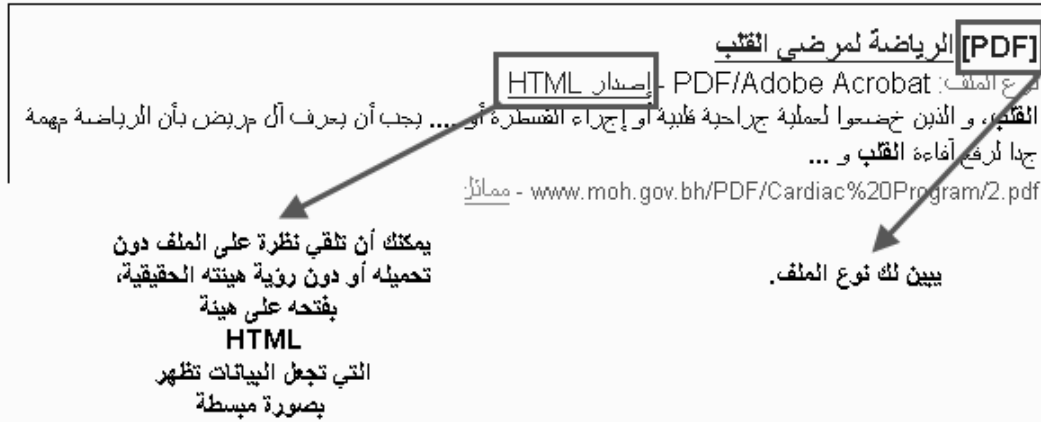 [PDF] الرياضة لمرضى القلب
نوع الملف: PDF/Adobe Acrobat - إصدار HTML
القلب، و الذين خضعوا لعملية جراحية قلبية أو إجراء القسطرة أو .... يجب أن يعرف آل مريض بأن الرياضة مهمة
جدا لرفع آفاءة القلب و ...
www.moh.gov.bh/PDF/Cardiac%20Program/2.pdf - مماثل:
يبين لك نوع الملف.
يمكنك أن تلقي نظرة على الملف دون
تحميله أو دون رؤية هيئته الحقيقية،
بفتحه على هيئة
HTML
التي تجعل البيانات تظهر
بصورة مبسطة